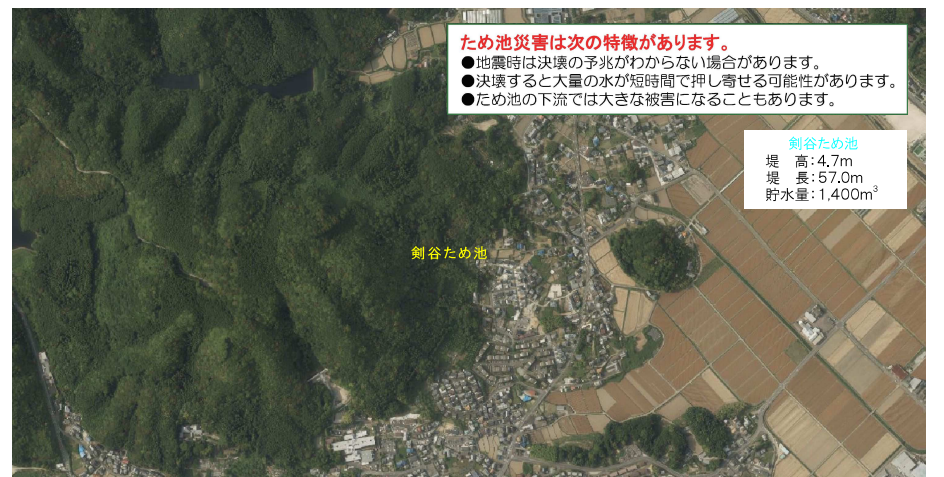 ため池災害は次の特徴があります。
●地震時は決壊の予兆がわからない場合があります。
●決壊すると大量の水が短時間で押し寄せる可能性があります。
●ため池の下流では大きな被害になることもあります。
剣谷ため池
堤　高：4.7m
堤　長：57.0m
貯水量：1,400m³
剣谷ため池